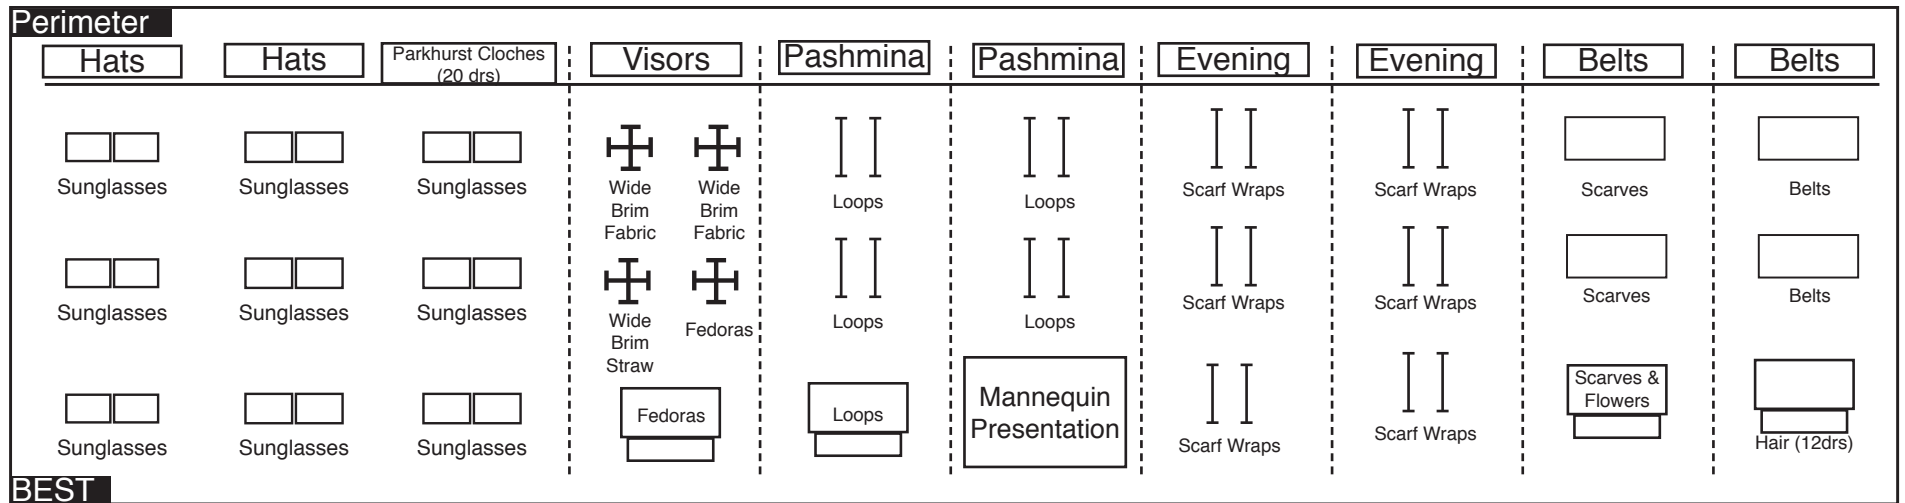 Perimeter
Hats
Hats
Parkhurst Cloches
(20 drs)
Visors
Pashmina
Pashmina
Evening
Evening
Belts
Belts
Sunglasses
Sunglasses
Sunglasses
Wide
Brim
Fabric
Wide
Brim
Fabric
Loops
Loops
Scarf Wraps
Scarf Wraps
Scarves
Belts
Sunglasses
Sunglasses
Sunglasses
Wide
Brim
Straw
Fedoras
Loops
Loops
Scarf Wraps
Scarf Wraps
Scarves
Belts
Sunglasses
Sunglasses
Sunglasses
Fedoras
Loops
Mannequin
Presentation
Scarf Wraps
Scarf Wraps
Scarves &
Flowers
Hair (12drs)
BEST